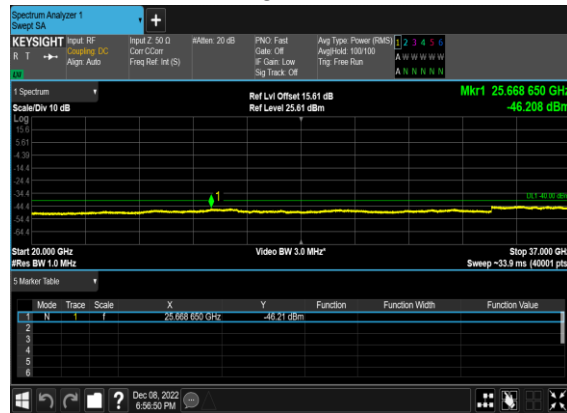 Spectrum Analyzer 1
Swept SA
+
KEYSIGHT Input: RF Input Z: 50 Ω #Atten: 20 dB PNO: Fast Avg Type: Power (RMS) 1 2 3 4 5 6
R T Coupling: DC Corr CCorr Gate: Off Avg|Hold: 100/100 A W W W W W
Align: Auto Freq Ref: Int (S) IF Gain: Low Trig: Free Run A N N N N N
Sig Track: Off
1 Spectrum Ref Lvl Offset 15.61 dB Mkr1 25.668 650 GHz
Scale/Div 10 dB Ref Level 25.61 dBm -46.208 dBm
Log
15.6
5.61
-4.39
-14.4
-24.4
-34.4
1
DL1 -40.00 dBm
-44.4
-54.4
-64.4
Start 20.000 GHz Video BW 3.0 MHz* Stop 37.000 GHz
#Res BW 1.0 MHz Sweep ~33.9 ms (40001 pts)
5 Marker Table
Mode Trace Scale X Y Function Function Width Function Value
1 N 1 f 25.668 650 GHz -46.21 dBm
2
3
4
5
6
? Dec 08, 2022
6:56:50 PM